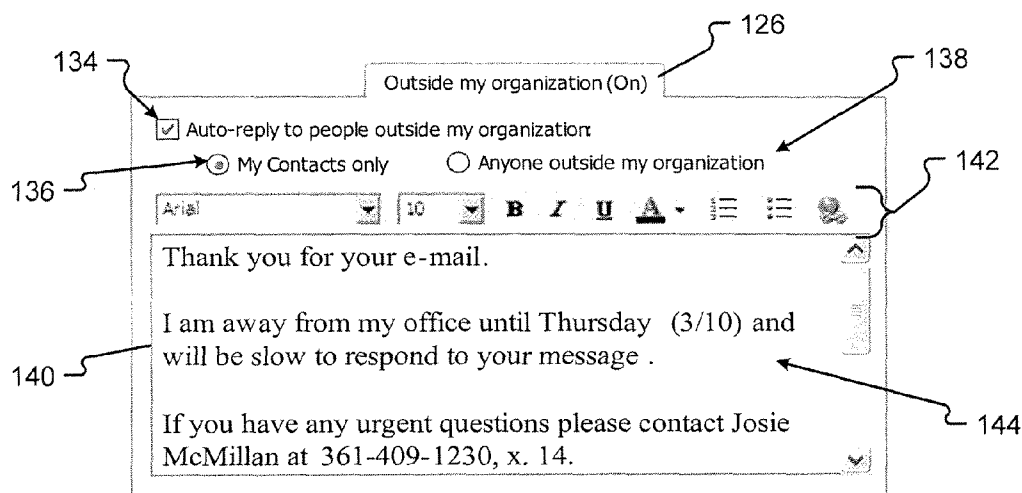 126
134
138
Outside my organization (On)
Auto-reply to people outside my organization:
136
My Contacts only Anyone outside my organization
142
Arial 10 B I U A
Thank you for your e-mail.
I am away from my office until Thursday (3/10) and
will be slow to respond to your message .
140
144
If you have any urgent questions please contact Josie
McMillan at 361-409-1230, x. 14.